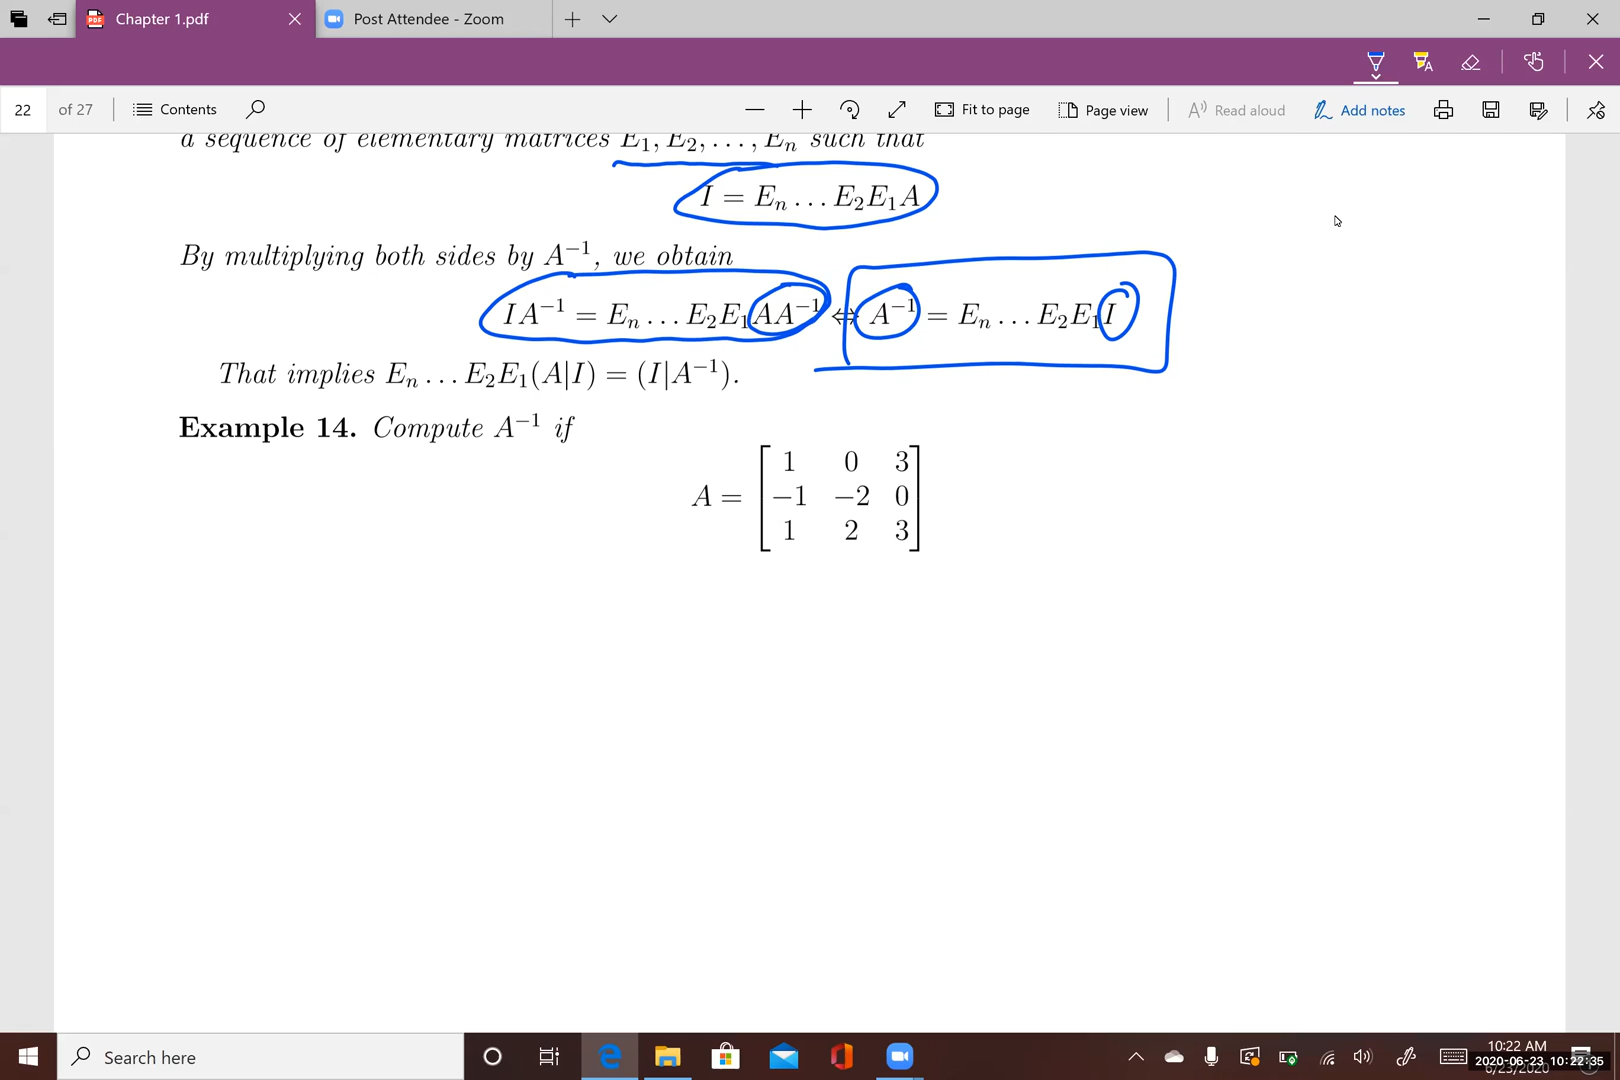 Chapter 1.pdf
Post Attendee - Zoom
22 of 27
Contents
Fit to page
Page view
Read aloud
Add notes
a sequence of elementary matrices E₁, E₂, . . . , Eₙ such that
I = Eₙ . . . E₂E₁A
By multiplying both sides by A⁻¹, we obtain
IA⁻¹ = Eₙ . . . E₂E₁AA⁻¹ ⇔ A⁻¹ = Eₙ . . . E₂E₁I
That implies Eₙ . . . E₂E₁(A|I) = (I|A⁻¹).
Example 14. Compute A⁻¹ if
1 0 3
A = −1 −2 0
1 2 3
Search here
10:22 AM
2020-06-23 10:22:35
6/23/2020